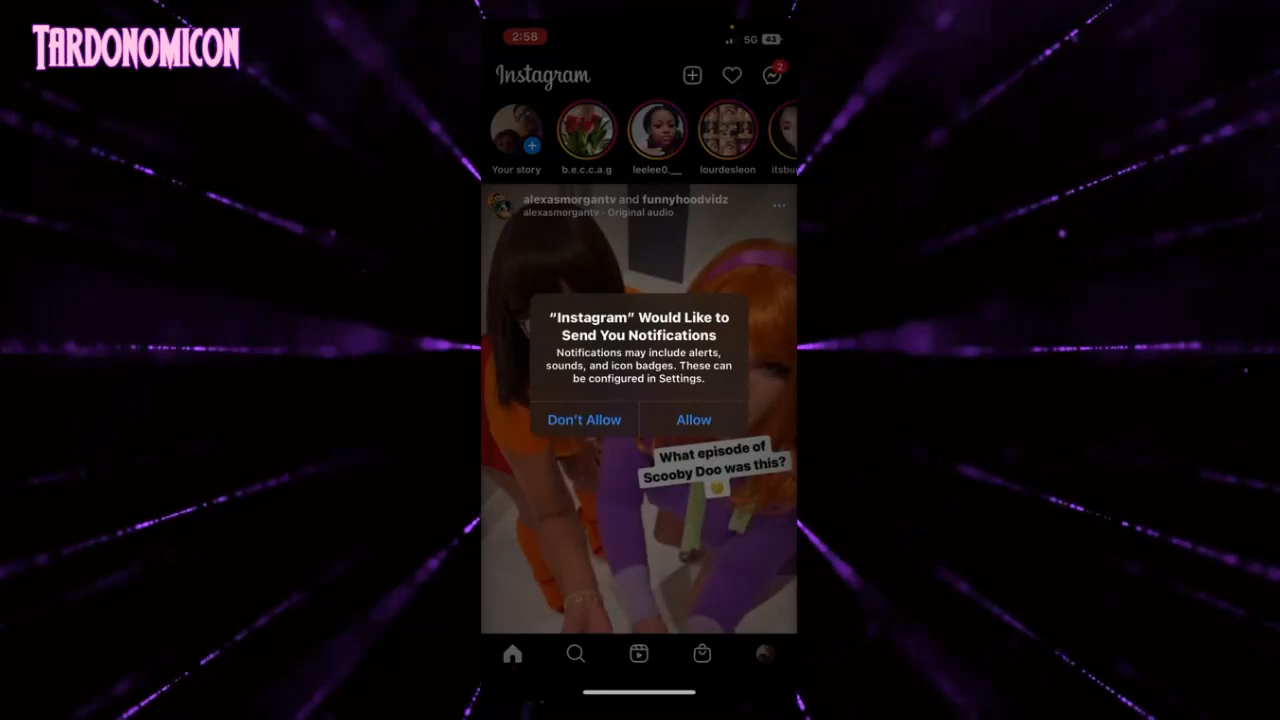 TARDONOMICON
2:58
5G 43
Instagram
2
Your story
b.e.c.c.a.g
leelee0.__
lourdesleon
itsbu
alexasmorgantv and funnyhoodvidz
alexasmorgantv · Original audio
“Instagram” Would Like to
Send You Notifications
Notifications may include alerts,
sounds, and icon badges. These can
be configured in Settings.
Don’t Allow
Allow
What episode of
Scooby Doo was this?